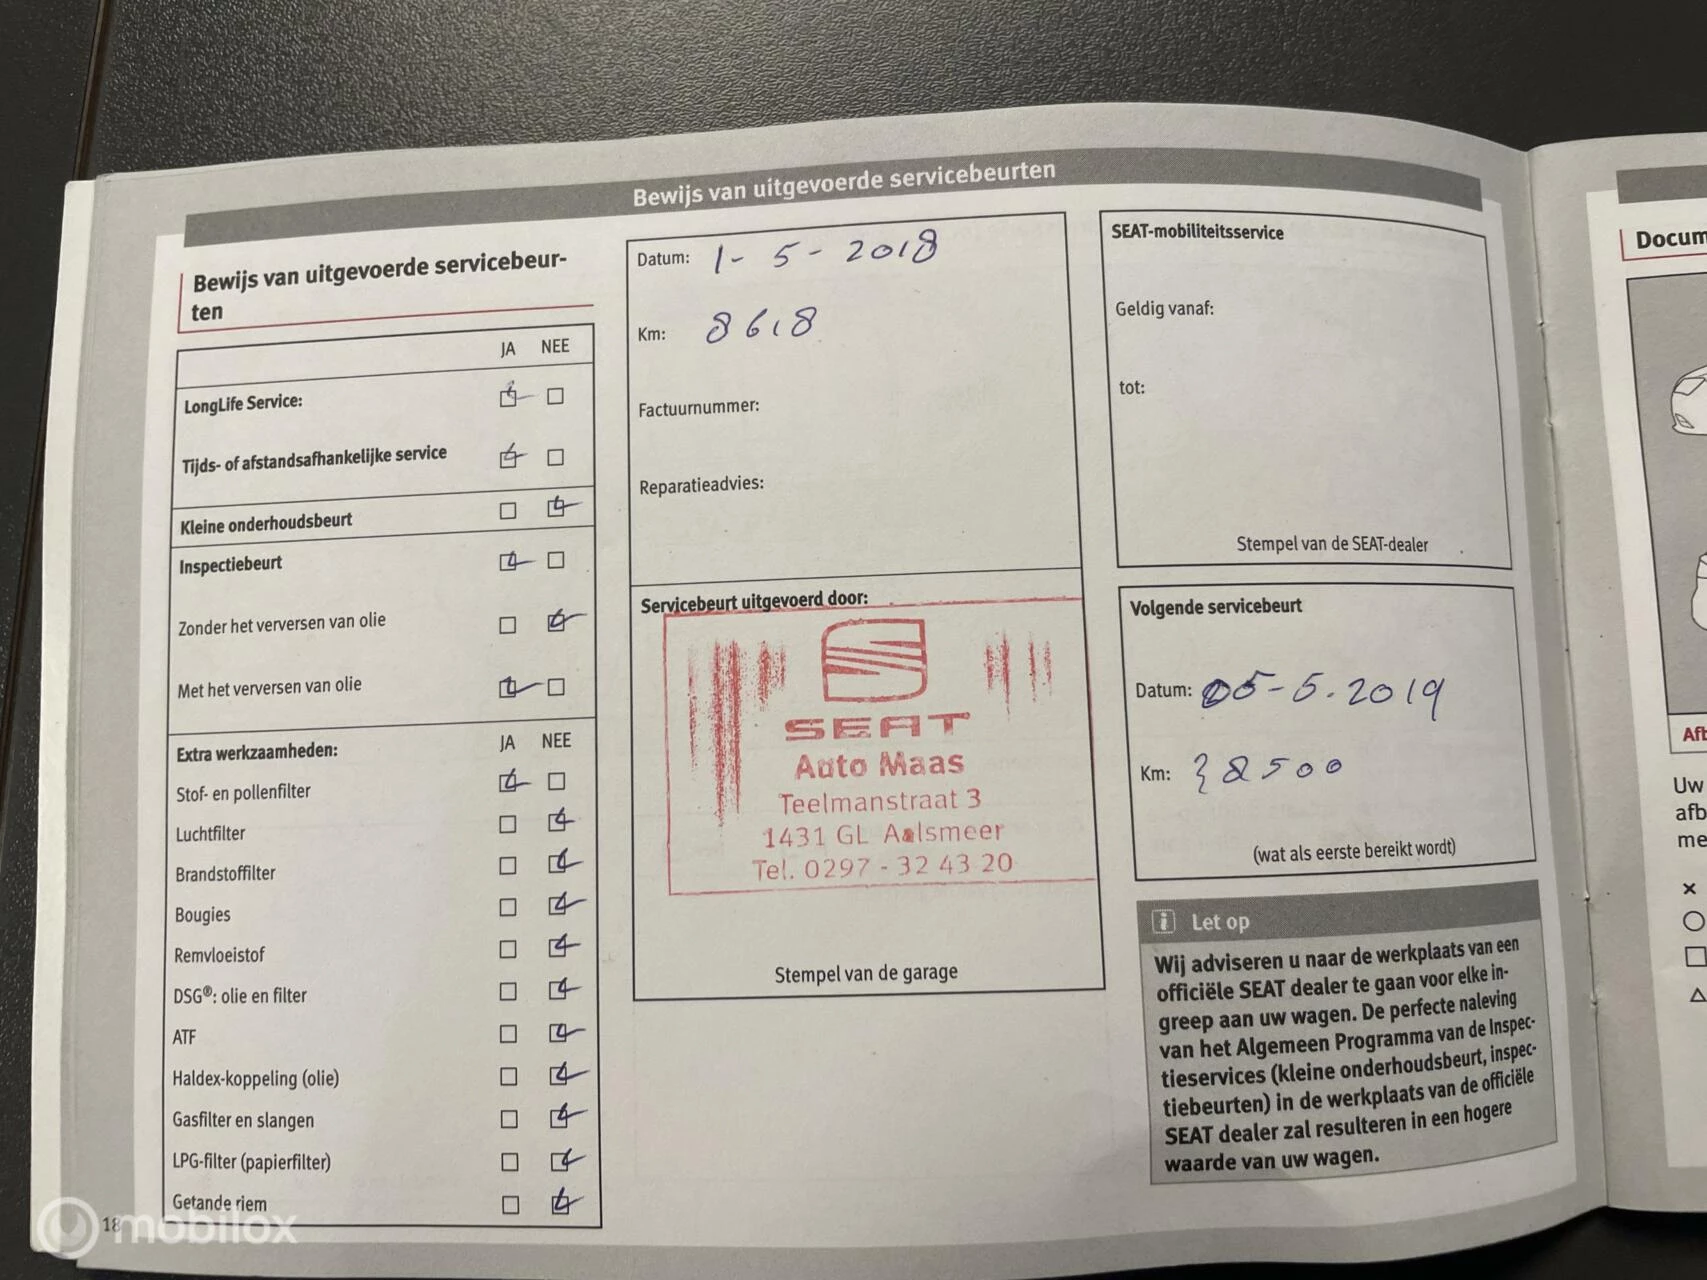 Bewijs van uitgevoerde servicebeurten
Bewijs van uitgevoerde servicebeur-
ten
JA NEE
LongLife Service:
Tijds- of afstandsafhankelijke service
Kleine onderhoudsbeurt
Inspectiebeurt
Zonder het verversen van olie
Met het verversen van olie
Extra werkzaamheden: JA NEE
Stof- en pollenfilter
Luchtfilter
Brandstoffilter
Bougies
Remvloeistof
DSG®: olie en filter
ATF
Haldex-koppeling (olie)
Gasfilter en slangen
LPG-filter (papierfilter)
Getande riem
18
mobilox
Datum: 1-5-2018
Km: 8618
Factuurnummer:
Reparatieadvies:
Servicebeurt uitgevoerd door:
SEAT
Auto Maas
Teelmanstraat 3
1431 GL Aalsmeer
Tel. 0297 - 32 43 20
Stempel van de garage
SEAT-mobiliteitsservice
Geldig vanaf:
tot:
Stempel van de SEAT-dealer
Volgende servicebeurt
Datum: 05-5.2019
Km:
(wat als eerste bereikt wordt)
i Let op
Wij adviseren u naar de werkplaats van een
officiële SEAT dealer te gaan voor elke in-
greep aan uw wagen. De perfecte naleving
van het Algemeen Programma van de Inspec-
tieservices (kleine onderhoudsbeurt, inspec-
tiebeurten) in de werkplaats van de officiële
SEAT dealer zal resulteren in een hogere
waarde van uw wagen.
Docum
Aft
Uw
afb
me